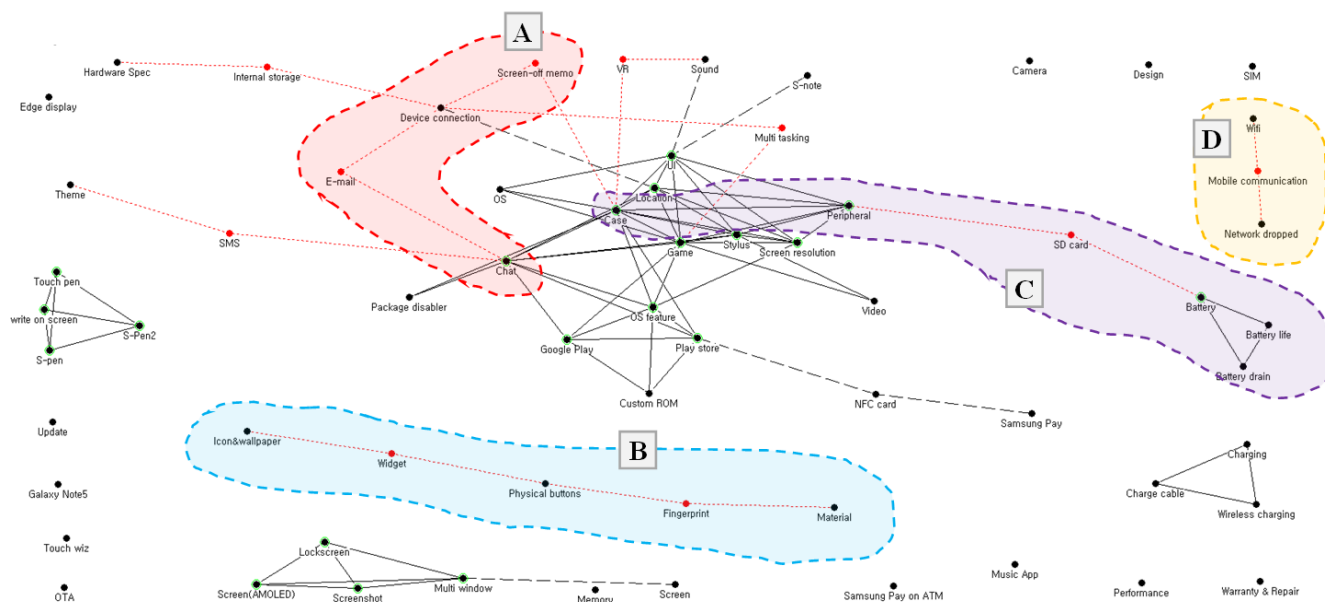 A
Hardware Spec
Internal storage
Screen-off memo
VR
Sound
S-note
Camera
Design
SIM
Edge display
Device connection
Multi tasking
D
Wifi
UI
E-mail
Mobile communication
Theme
OS
Location
Case
Peripheral
Network dropped
SMS
Stylus
SD card
Game
Screen resolution
Chat
Touch pen
Package disabler
C
Video
Battery
write on screen
S-Pen2
OS feature
Battery life
S-pen
Google Play
Play store
Battery drain
Custom ROM
NFC card
Samsung Pay
Update
Icon&wallpaper
B
Charging
Widget
Galaxy Note5
Physical buttons
Charge cable
Fingerprint
Material
Wireless charging
Touch wiz
Lockscreen
Music App
OTA
Screen(AMOLED)
Screenshot
Multi window
Memory
Screen
Samsung Pay on ATM
Performance
Warranty & Repair